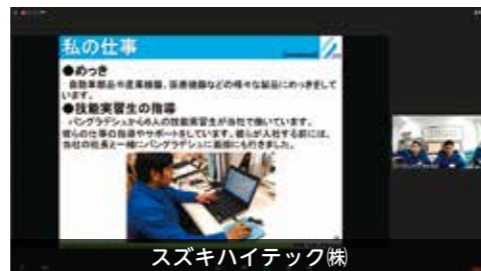 私の仕事
●めっき
自動車部品や産業機器、医療機器などの様々な製品にめっきをして
います。
●技能実習生の指導
バングラデシュから6人の技能実習生が当社で働いています。
彼らの仕事の指導やサポートをしています。彼らが入社する前には、
当社の社長と一緒にバングラデシュに面接にも行きました。
スズキハイテック㈱